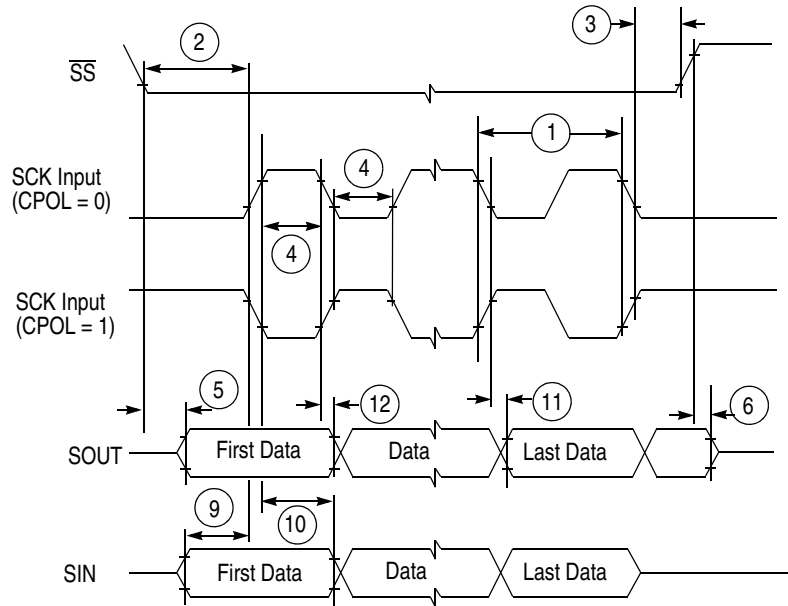 2
3
SS
1
SCK Input
(CPOL = 0)
4
4
SCK Input
(CPOL = 1)
5
12
11
6
SOUT
First Data
Data
Last Data
9
10
SIN
First Data
Data
Last Data